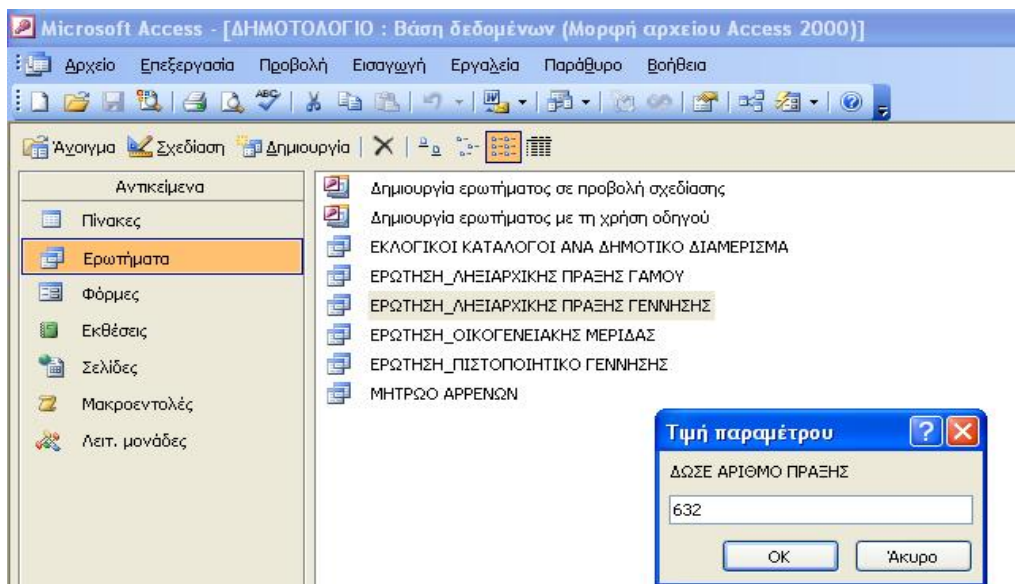 Microsoft Access - [ΔΗΜΟΤΟΛΟΓΙΟ : Βάση δεδομένων (Μορφή αρχείου Access 2000)]
Αρχείο Επεξεργασία Προβολή Εισαγωγή Εργαλεία Παράθυρο Βοήθεια
Άνοιγμα Σχεδίαση Δημιουργία
Αντικείμενα
Πίνακες
Ερωτήματα
Φόρμες
Εκθέσεις
Σελίδες
Μακροεντολές
Λειτ. μονάδες
Δημιουργία ερωτήματος σε προβολή σχεδίασης
Δημιουργία ερωτήματος με τη χρήση οδηγού
ΕΚΛΟΓΙΚΟΙ ΚΑΤΑΛΟΓΟΙ ΑΝΑ ΔΗΜΟΤΙΚΟ ΔΙΑΜΕΡΙΣΜΑ
ΕΡΩΤΗΣΗ_ΛΗΞΙΑΡΧΙΚΗΣ ΠΡΑΞΗΣ ΓΑΜΟΥ
ΕΡΩΤΗΣΗ_ΛΗΞΙΑΡΧΙΚΗΣ ΠΡΑΞΗΣ ΓΕΝΝΗΣΗΣ
ΕΡΩΤΗΣΗ_ΟΙΚΟΓΕΝΕΙΑΚΗΣ ΜΕΡΙΔΑΣ
ΕΡΩΤΗΣΗ_ΠΙΣΤΟΠΟΙΗΤΙΚΟ ΓΕΝΝΗΣΗΣ
ΜΗΤΡΩΟ ΑΡΡΕΝΩΝ
Τιμή παραμέτρου
ΔΩΣΕ ΑΡΙΘΜΟ ΠΡΑΞΗΣ
632
OK Άκυρο